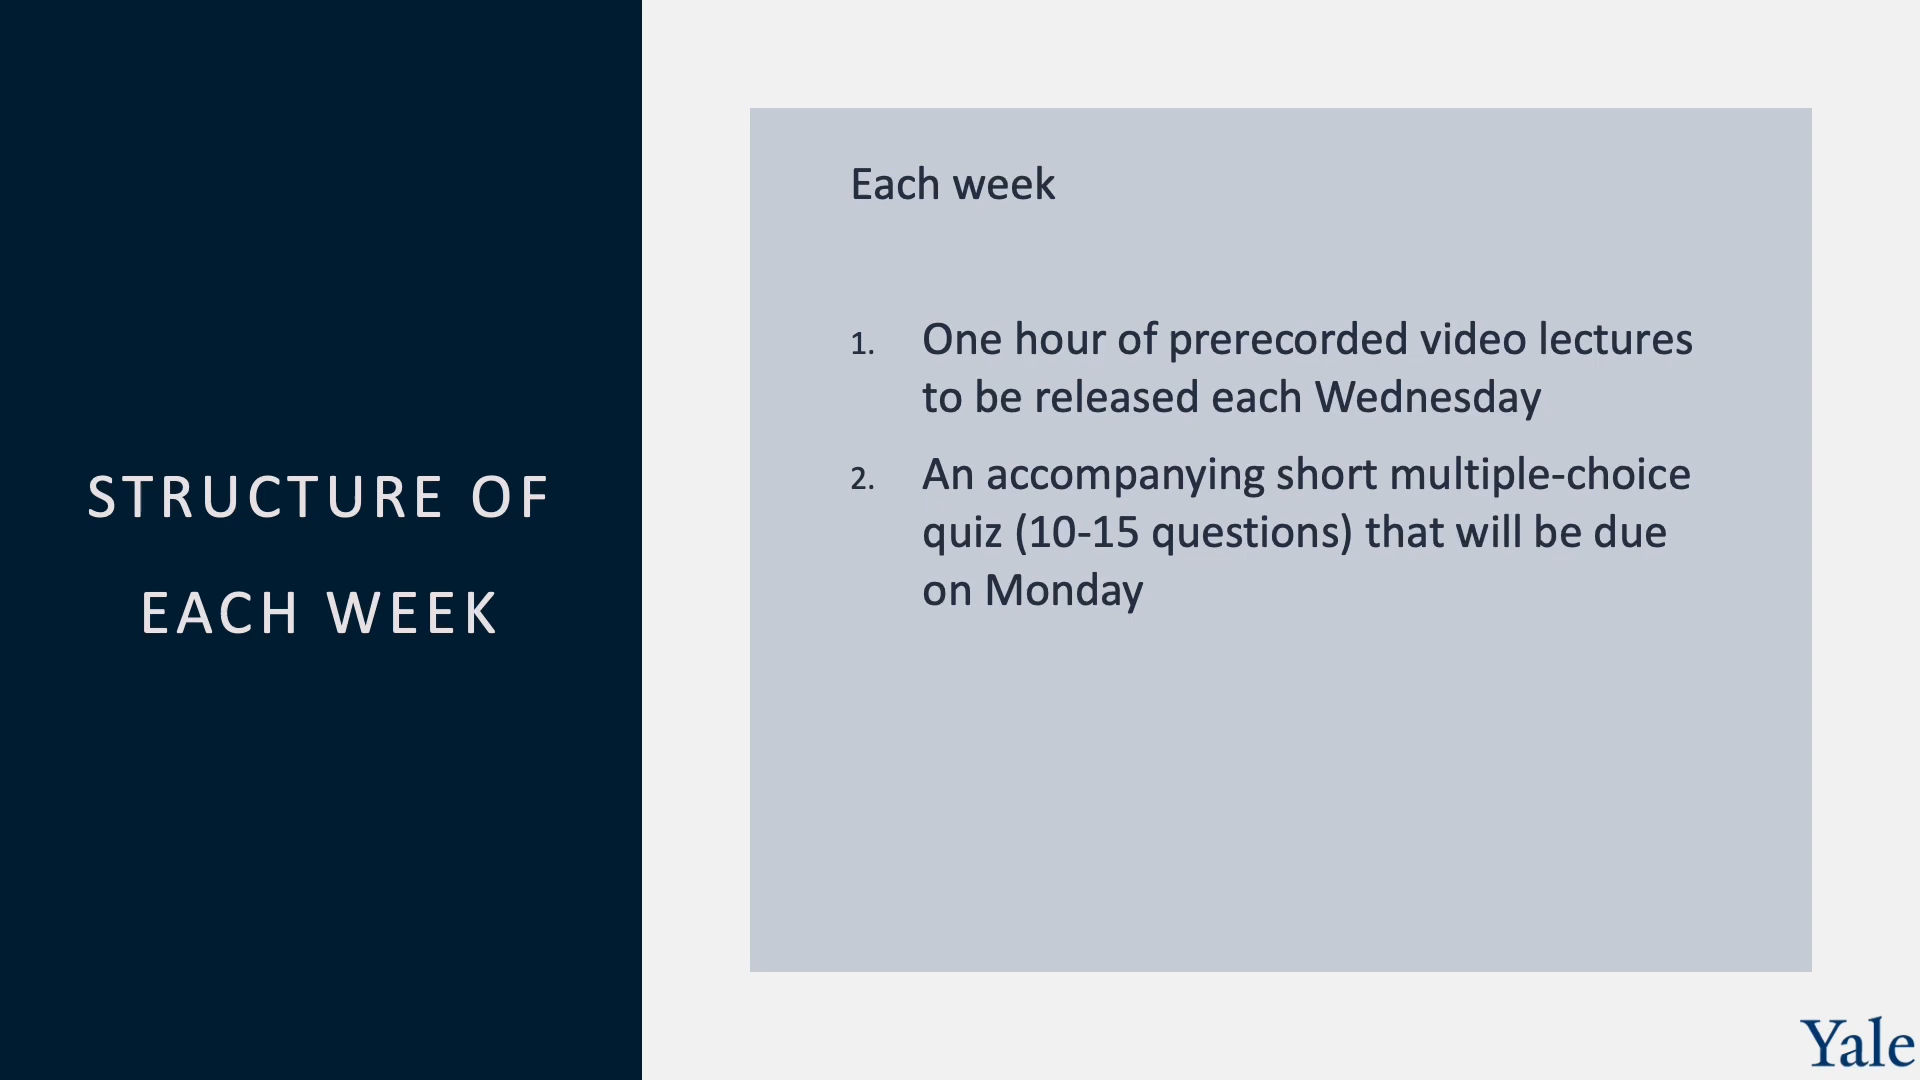 STRUCTURE OF
EACH WEEK
Each week
1. One hour of prerecorded video lectures
to be released each Wednesday
2. An accompanying short multiple-choice
quiz (10-15 questions) that will be due
on Monday
Yale